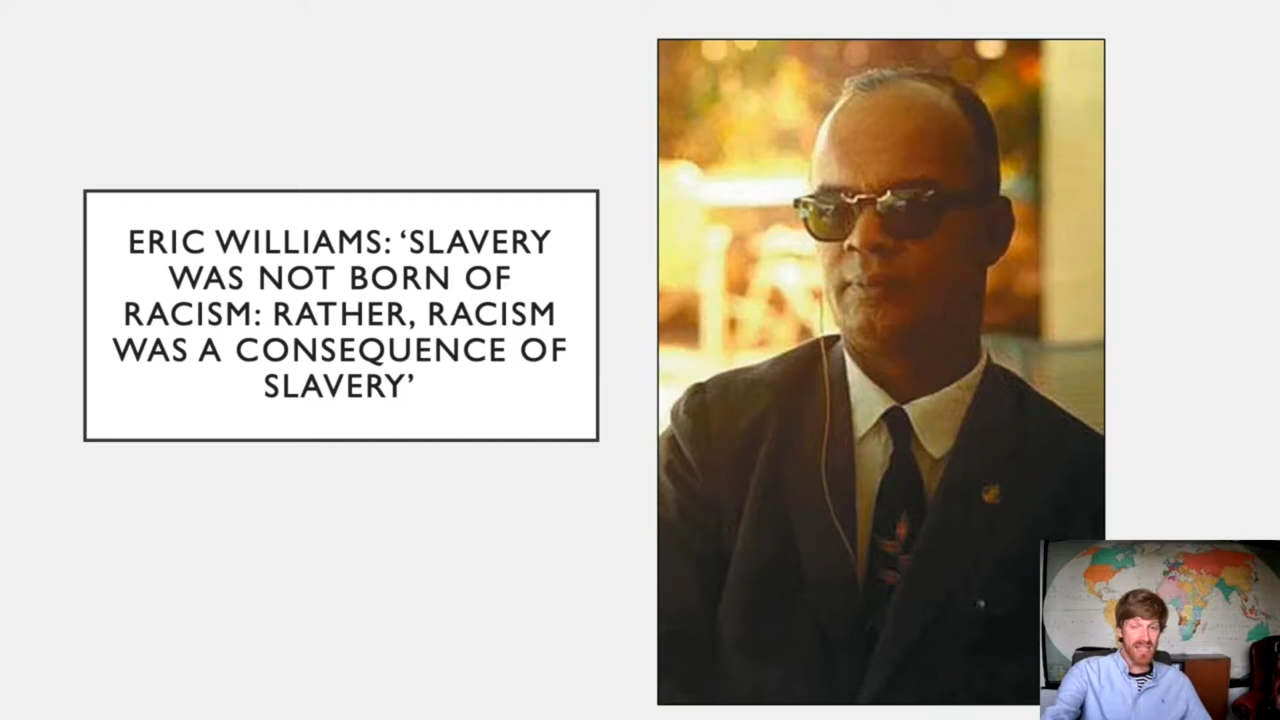 ERIC WILLIAMS: ‘SLAVERY
WAS NOT BORN OF
RACISM: RATHER, RACISM
WAS A CONSEQUENCE OF
SLAVERY’